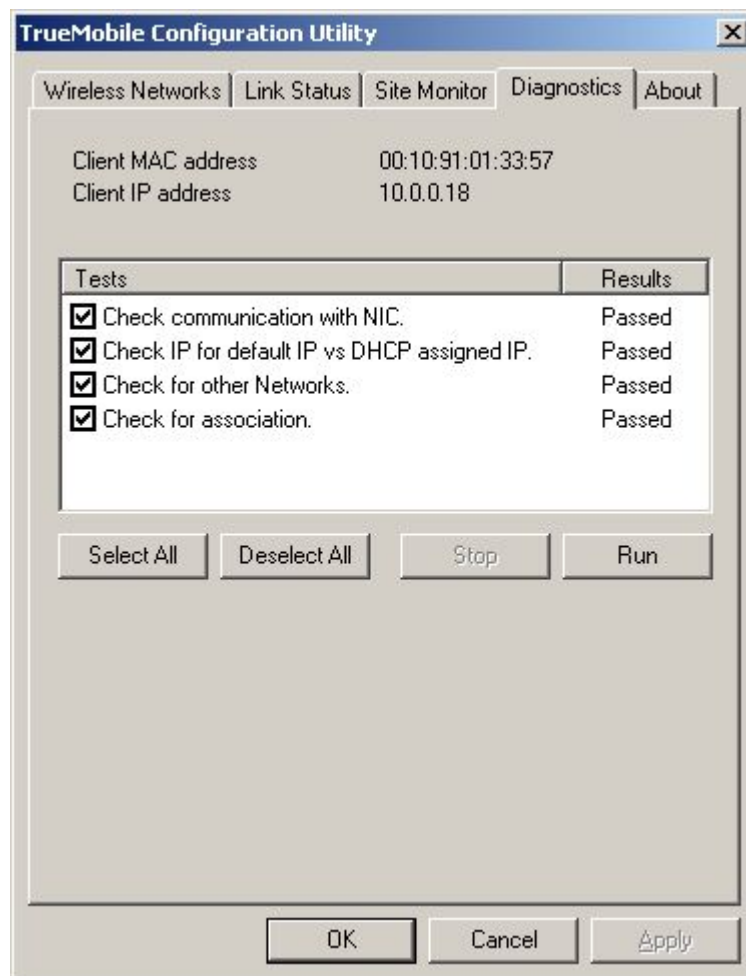 TrueMobile Configuration Utility
Wireless Networks Link Status Site Monitor Diagnostics About
Client MAC address 00:10:91:01:33:57
Client IP address 10.0.0.18
Tests Results
Check communication with NIC. Passed
Check IP for default IP vs DHCP assigned IP. Passed
Check for other Networks. Passed
Check for association. Passed
Select All Deselect All Stop Run
OK Cancel Apply